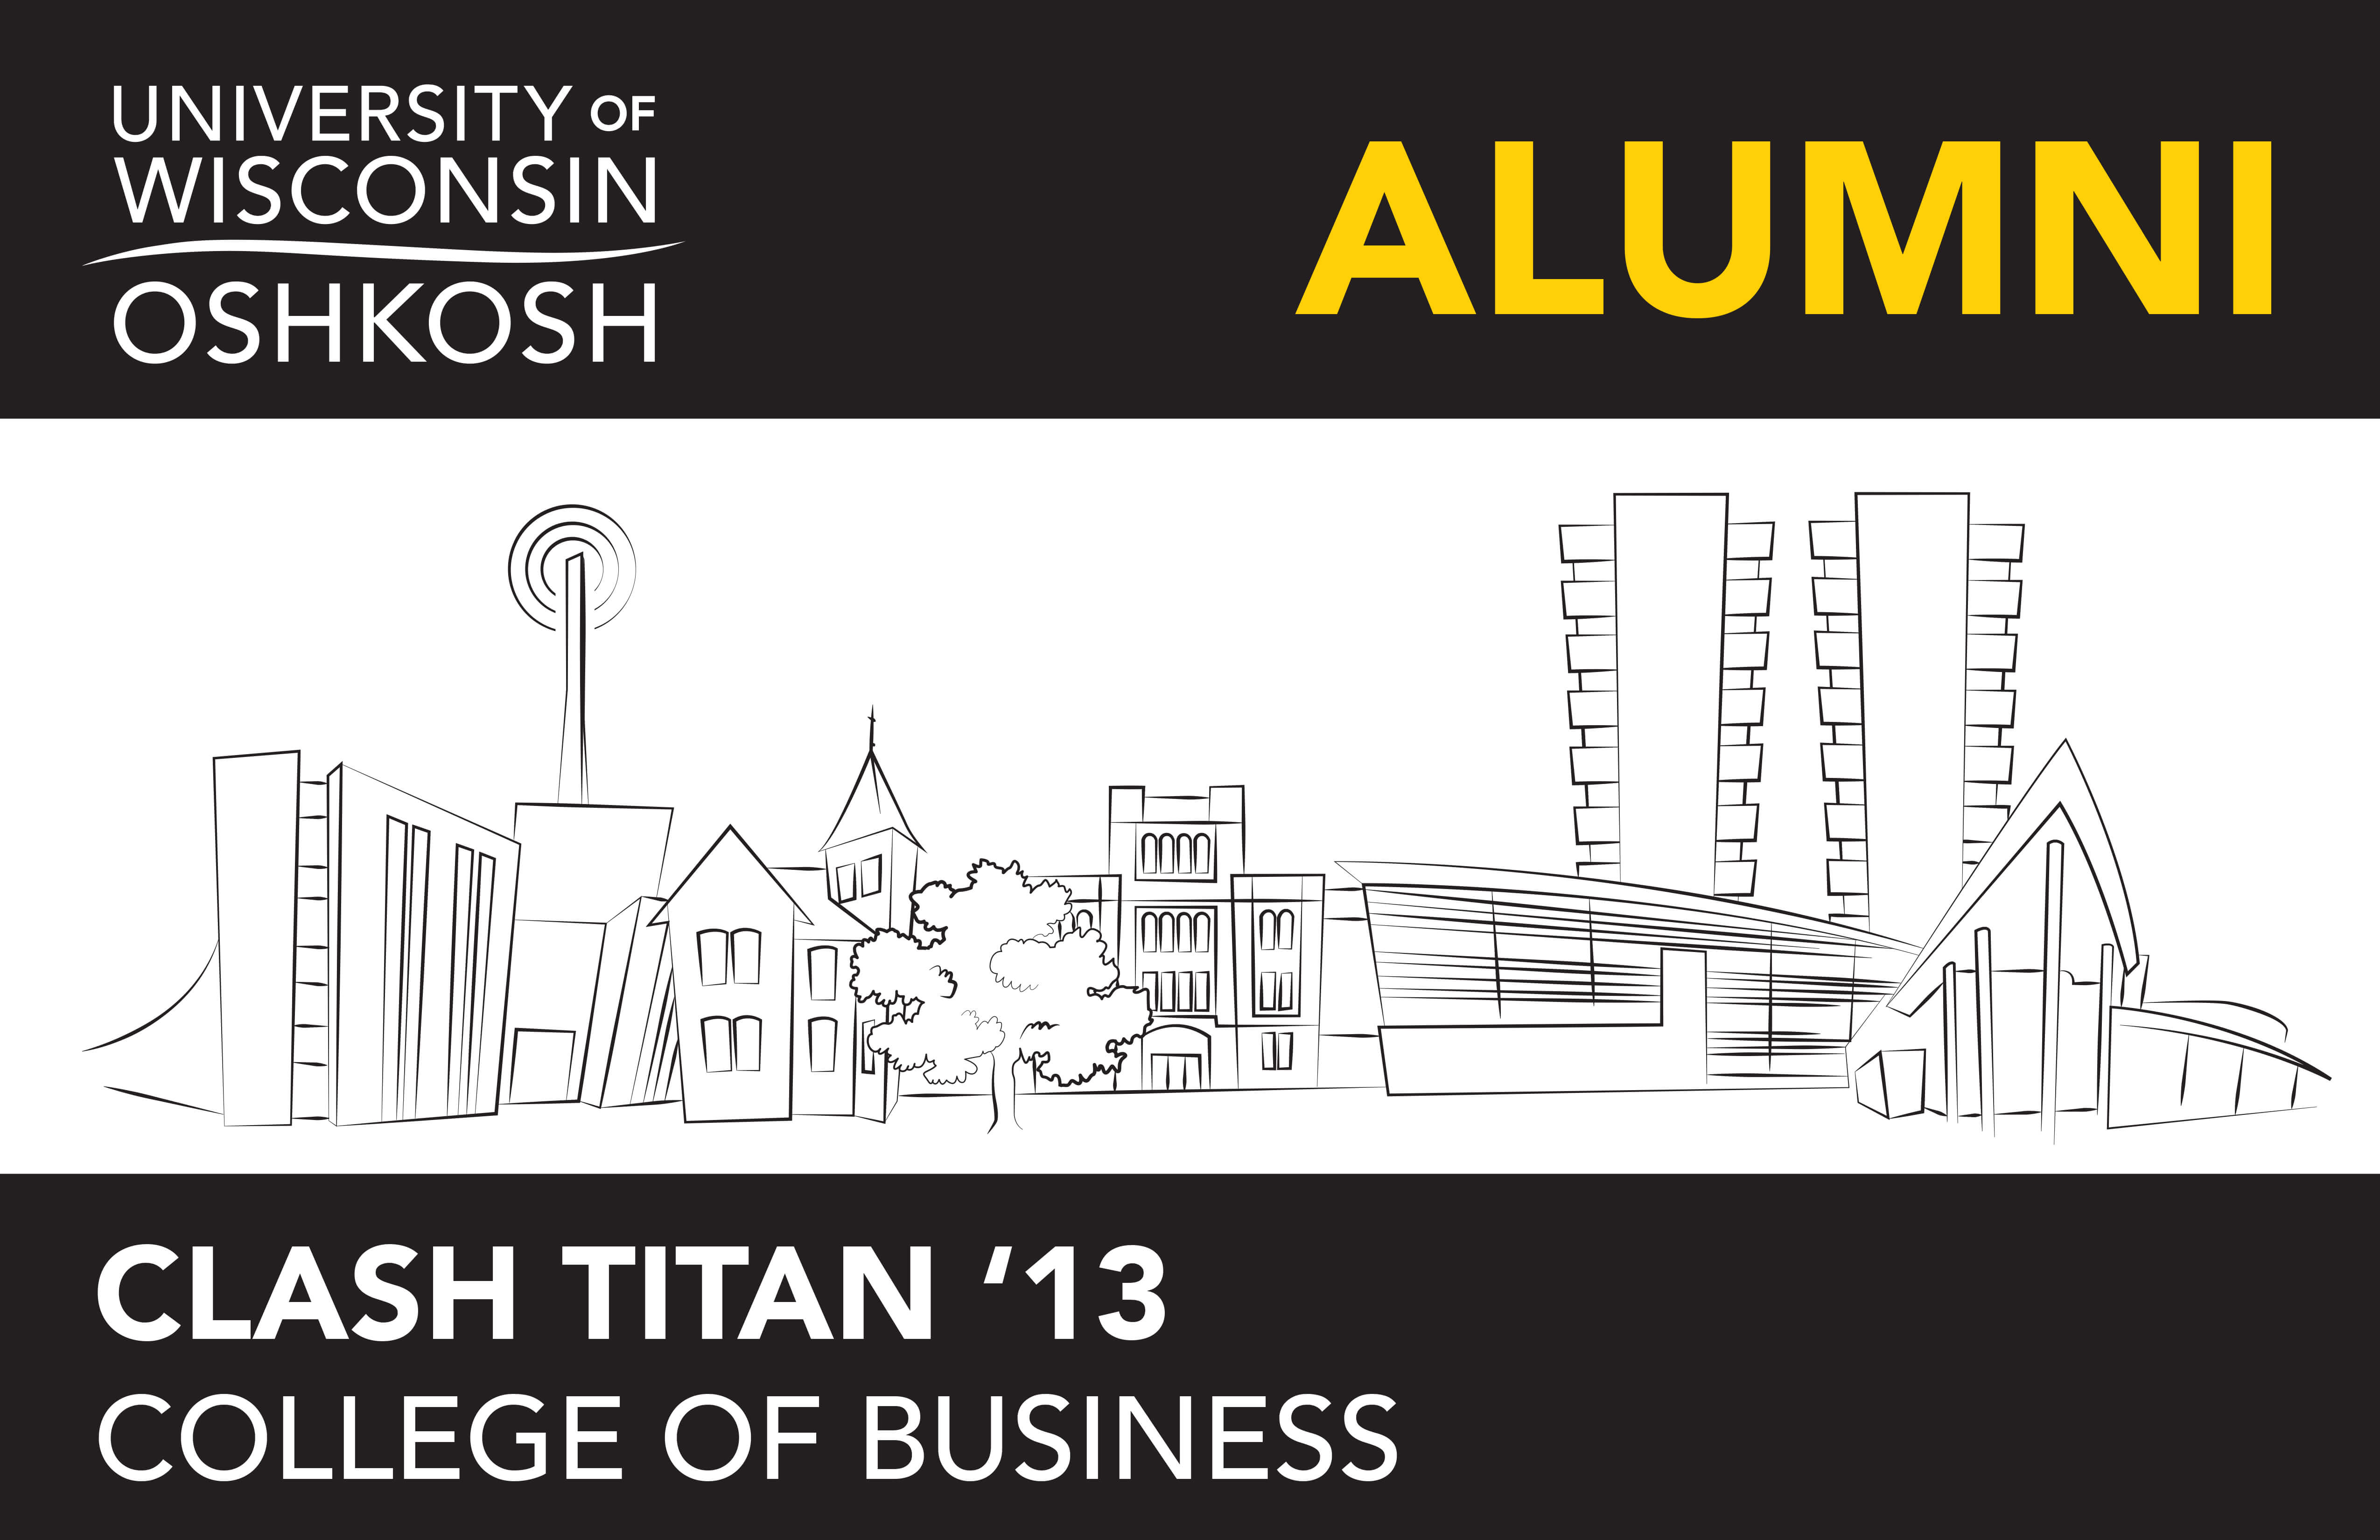 UNIVERSITY OF
WISCONSIN
OSHKOSH
ALUMNI
CLASH TITAN ‘13
COLLEGE OF BUSINESS